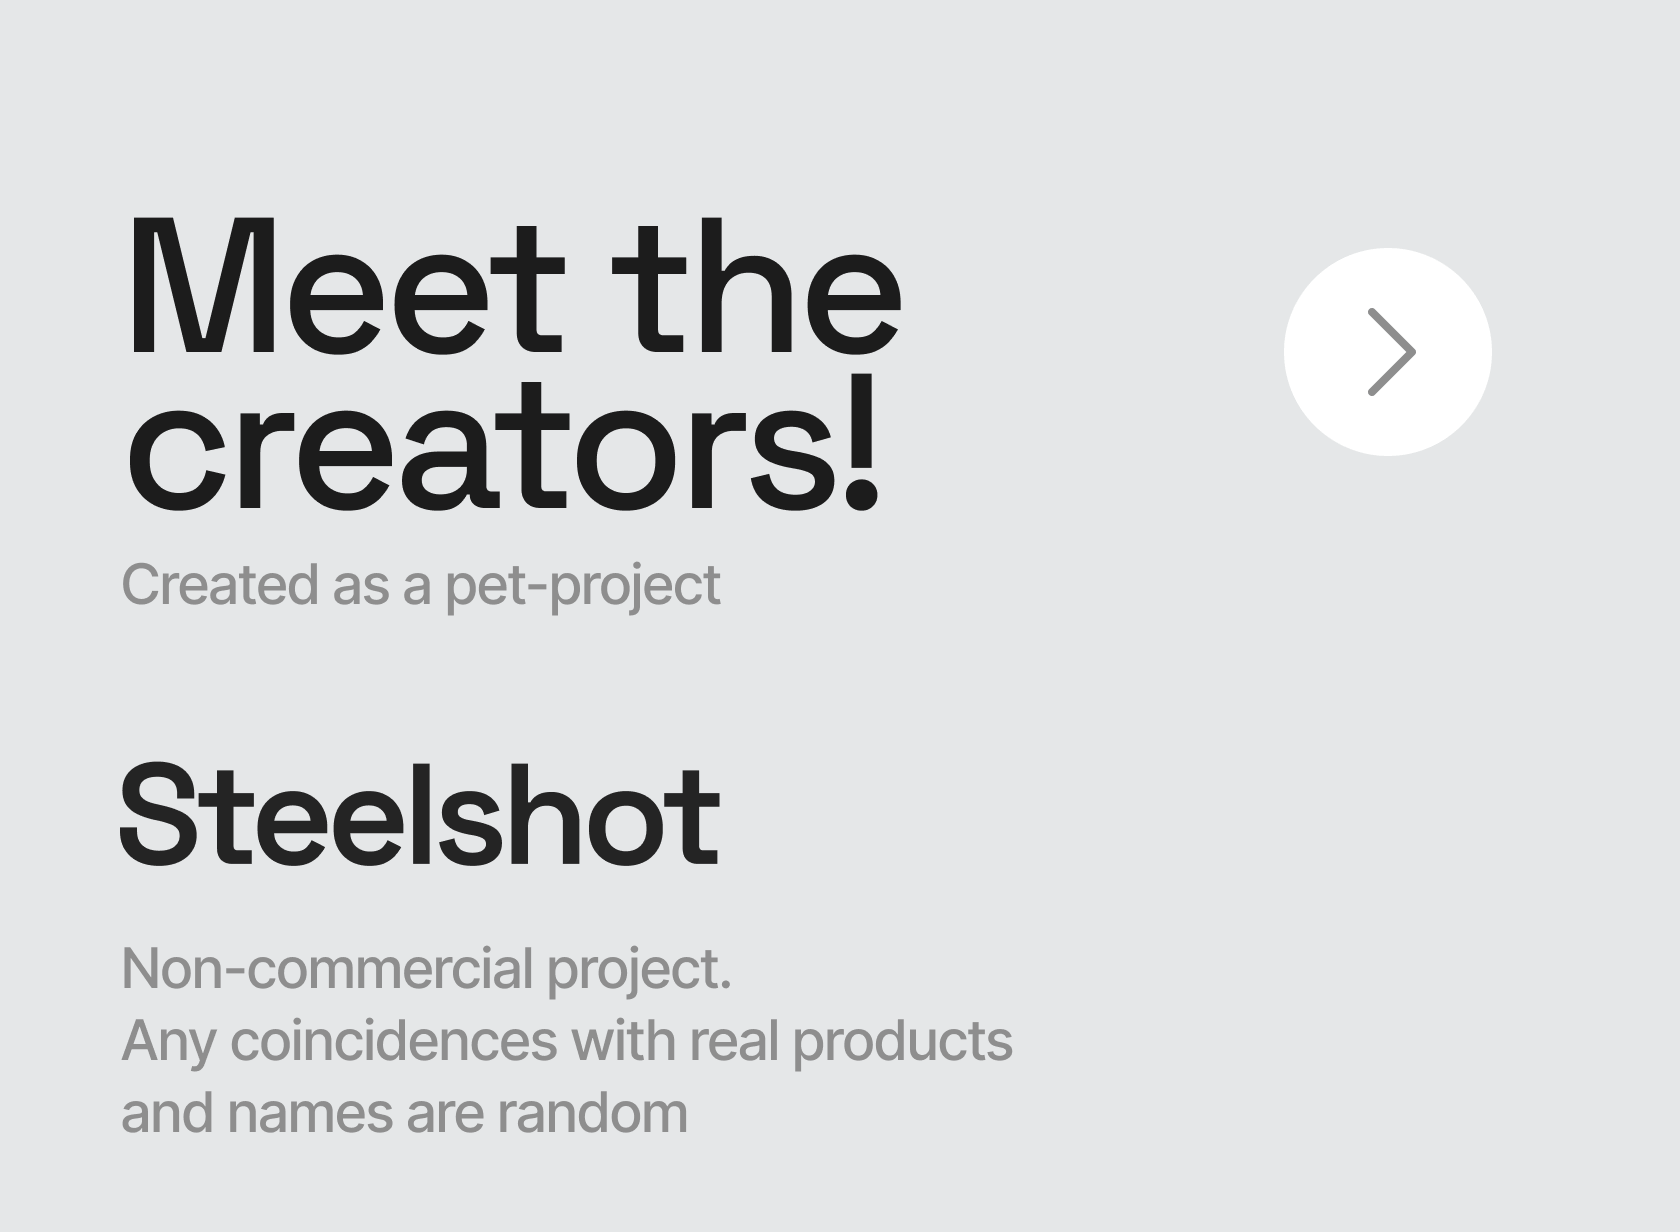 Meet the
creators!
Created as a pet-project
Steelshot
Non-commercial project.
Any coincidences with real products
and names are random